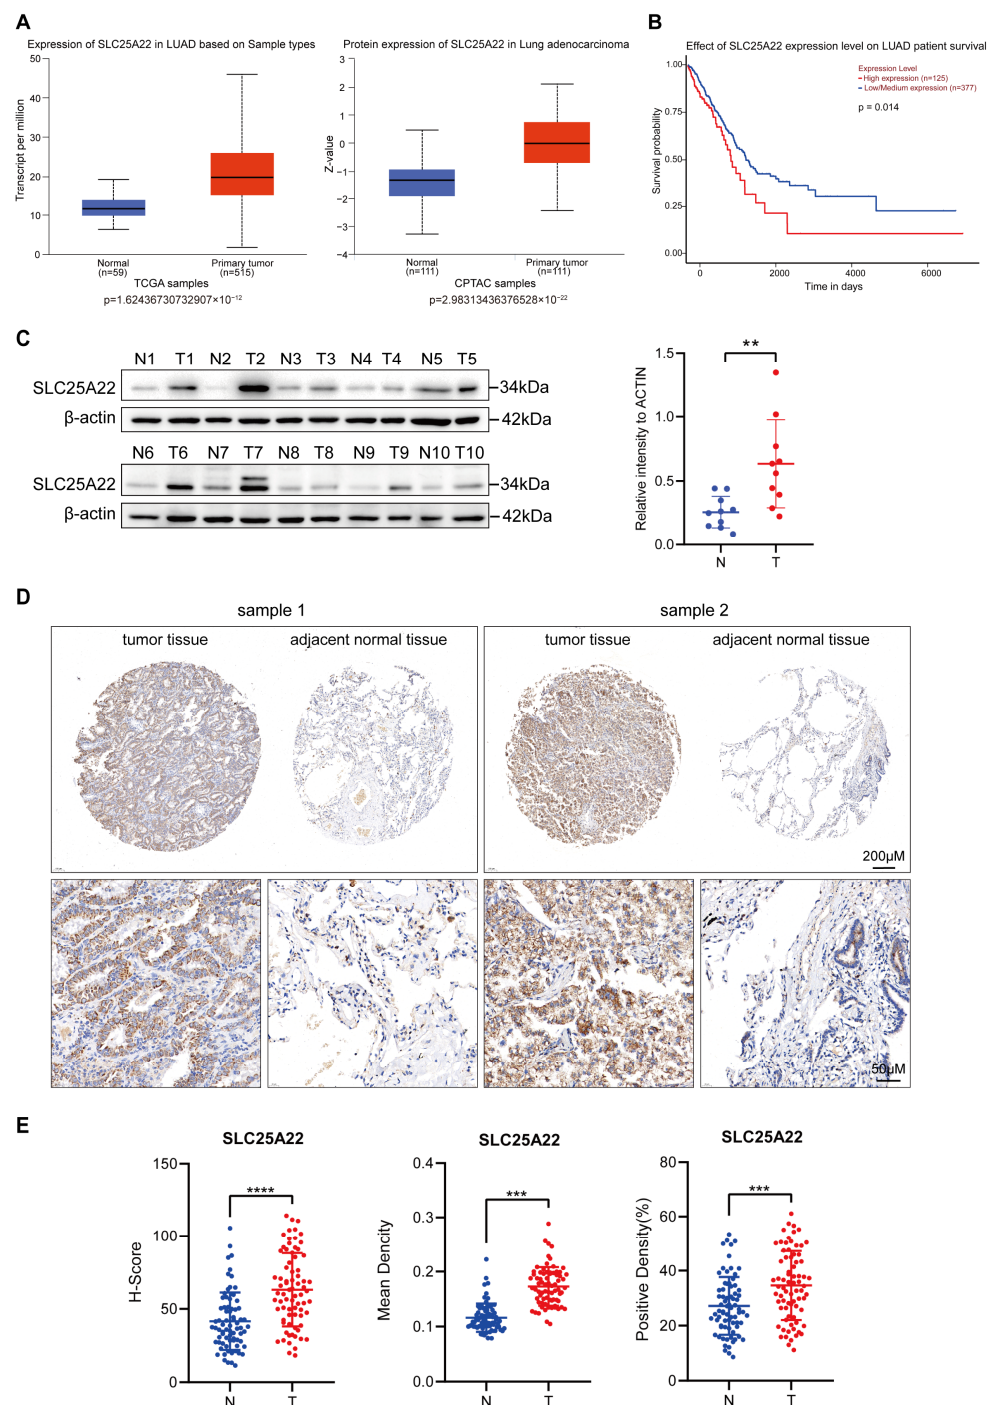 A
Expression of SLC25A22 in LUAD based on Sample types
Transcript per million
50
40
30
20
10
0
Normal
(n=59)
Primary tumor
(n=515)
TCGA samples
p=1.62436730732907×10⁻¹²
Protein expression of SLC25A22 in Lung adenocarcinoma
Z-value
3
2
1
0
−1
−2
−3
−4
Normal
(n=111)
Primary tumor
(n=111)
CPTAC samples
p=2.98313436376528×10⁻²²
B
Effect of SLC25A22 expression level on LUAD patient survival
Survival probability
1.00
0.75
0.50
0.25
0.00
Expression Level
High expression (n=125)
Low/Medium expression (n=377)
p = 0.014
0 2000 4000 6000
Time in days
C
N1 T1 N2 T2 N3 T3 N4 T4 N5 T5
SLC25A22 34kDa
β-actin 42kDa
N6 T6 N7 T7 N8 T8 N9 T9 N10 T10
SLC25A22 34kDa
β-actin 42kDa
Relative intensity to ACTIN
1.5
1.0
0.5
0.0
**
N T
D
sample 1 sample 2
tumor tissue adjacent normal tissue tumor tissue adjacent normal tissue
200μM
50μM
E
SLC25A22
H-Score
150
100
50
0
****
N T
SLC25A22
Mean Dencity
0.4
0.3
0.2
0.1
0.0
***
N T
SLC25A22
Positive Density(%)
80
60
40
20
0
***
N T